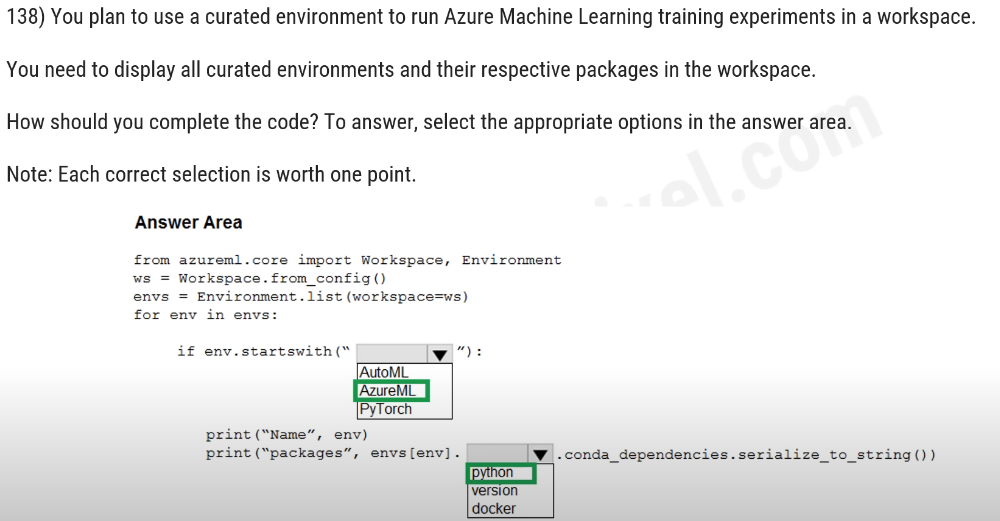 138) You plan to use a curated environment to run Azure Machine Learning training experiments in a workspace.
You need to display all curated environments and their respective packages in the workspace.
How should you complete the code? To answer, select the appropriate options in the answer area.
Note: Each correct selection is worth one point.
Answer Area
from azureml.core import Workspace, Environment
ws = Workspace.from_config()
envs = Environment.list(workspace=ws)
for env in envs:
if env.startswith(“ ”):
AutoML
AzureML
PyTorch
print(“Name”, env)
print(“packages”, envs[env]. .conda_dependencies.serialize_to_string())
python
version
docker